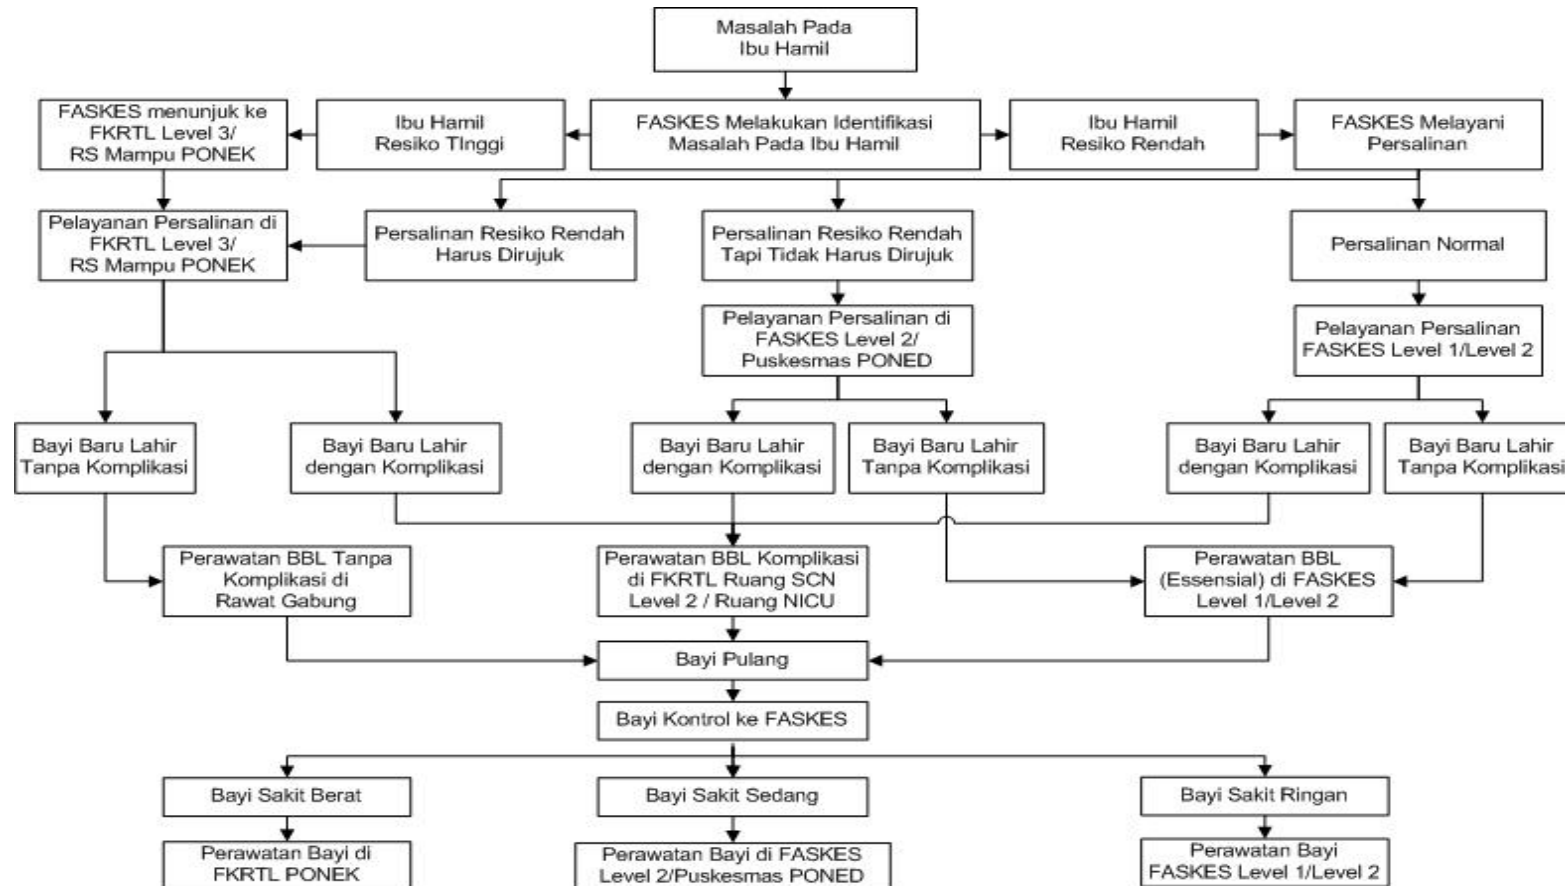 Masalah Pada
Ibu Hamil
FASKES menunjuk ke
FKRTL Level 3/
RS Mampu PONEK
Ibu Hamil
Resiko TInggi
FASKES Melakukan Identifikasi
Masalah Pada Ibu Hamil
Ibu Hamil
Resiko Rendah
FASKES Melayani
Persalinan
Pelayanan Persalinan di
FKRTL Level 3/
RS Mampu PONEK
Persalinan Resiko Rendah
Harus Dirujuk
Persalinan Resiko Rendah
Tapi Tidak Harus Dirujuk
Persalinan Normal
Pelayanan Persalinan di
FASKES Level 2/
Puskesmas PONED
Pelayanan Persalinan
FASKES Level 1/Level 2
Bayi Baru Lahir
Tanpa Komplikasi
Bayi Baru Lahir
dengan Komplikasi
Bayi Baru Lahir
dengan Komplikasi
Bayi Baru Lahir
Tanpa Komplikasi
Bayi Baru Lahir
dengan Komplikasi
Bayi Baru Lahir
Tanpa Komplikasi
Perawatan BBL Tanpa
Komplikasi di
Rawat Gabung
Perawatan BBL Komplikasi
di FKRTL Ruang SCN
Level 2 / Ruang NICU
Perawatan BBL
(Essensial) di FASKES
Level 1/Level 2
Bayi Pulang
Bayi Kontrol ke FASKES
Bayi Sakit Berat
Bayi Sakit Sedang
Bayi Sakit Ringan
Perawatan Bayi di
FKRTL PONEK
Perawatan Bayi di FASKES
Level 2/Puskesmas PONED
Perawatan Bayi
FASKES Level 1/Level 2